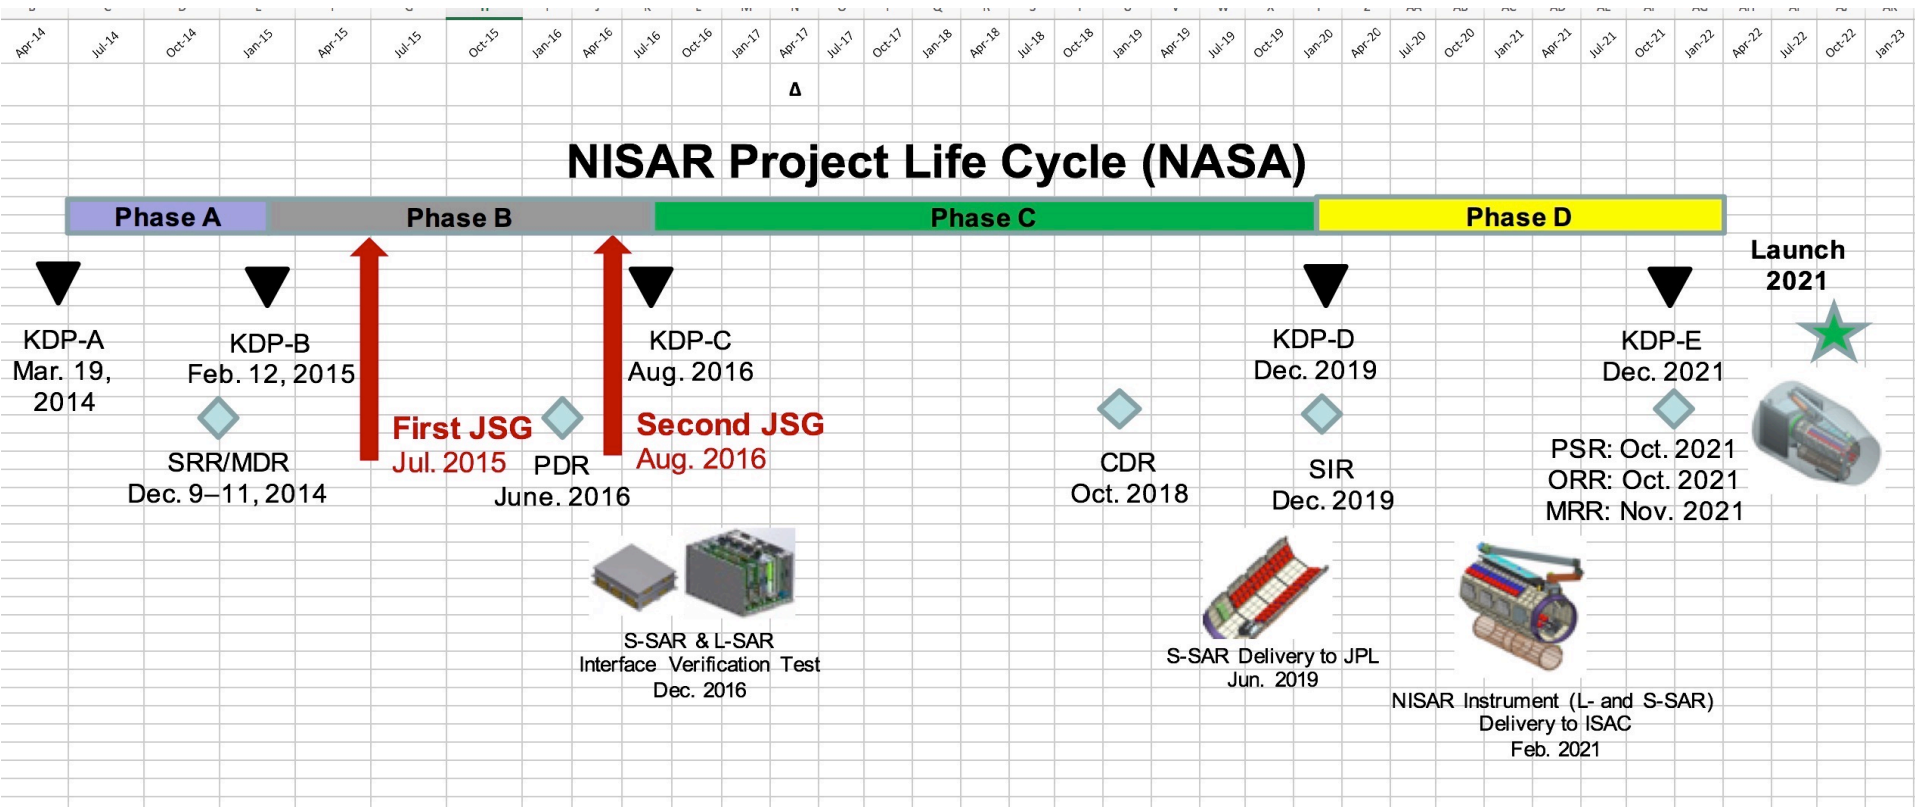 Apr-14 Jul-14 Oct-14 Jan-15 Apr-15 Jul-15 Oct-15 Jan-16 Apr-16 Jul-16 Oct-16 Jan-17 Apr-17 Jul-17 Oct-17 Jan-18 Apr-18 Jul-18 Oct-18 Jan-19 Apr-19 Jul-19 Oct-19 Jan-20 Apr-20 Jul-20 Oct-20 Jan-21 Apr-21 Jul-21 Oct-21 Jan-22 Apr-22 Jul-22 Oct-22 Jan-23
Δ
NISAR Project Life Cycle (NASA)
Phase A Phase B Phase C Phase D
Launch
2021
KDP-A
Mar. 19,
2014
KDP-B
Feb. 12, 2015
KDP-C
Aug. 2016
KDP-D
Dec. 2019
KDP-E
Dec. 2021
SRR/MDR
Dec. 9–11, 2014
First JSG
Jul. 2015
PDR
June. 2016
Second JSG
Aug. 2016
CDR
Oct. 2018
SIR
Dec. 2019
PSR: Oct. 2021
ORR: Oct. 2021
MRR: Nov. 2021
S-SAR & L-SAR
Interface Verification Test
Dec. 2016
S-SAR Delivery to JPL
Jun. 2019
NISAR Instrument (L- and S-SAR)
Delivery to ISAC
Feb. 2021